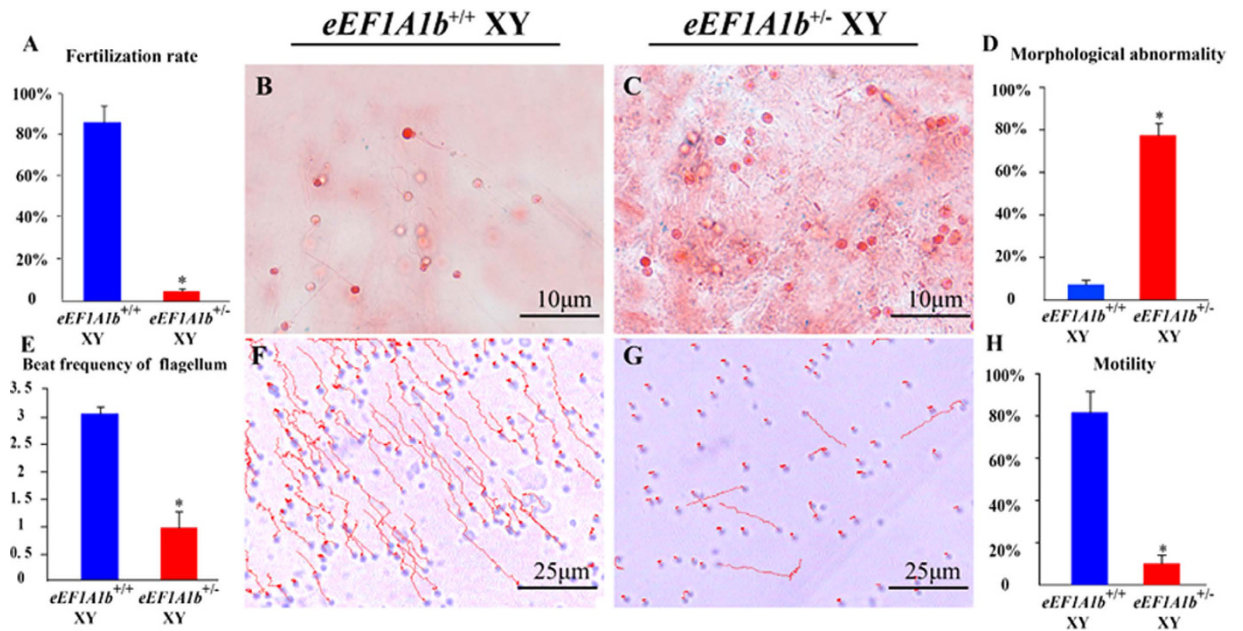 eEF1A1b+/+ XY
eEF1A1b+/- XY
A
Fertilization rate
100%
80%
60%
40%
20%
0
*
eEF1A1b+/+ eEF1A1b+/-
XY XY
B
10μm
C
10μm
D
Morphological abnormality
100%
80%
60%
40%
20%
0
*
eEF1A1b+/+ eEF1A1b+/-
XY XY
E
Beat frequency of flagellum
3.5
3
2.5
2
1.5
1
0.5
0
*
eEF1A1b+/+ eEF1A1b+/-
XY XY
F
25μm
G
25μm
H
Motility
100%
80%
60%
40%
20%
0
*
eEF1A1b+/+ eEF1A1b+/-
XY XY